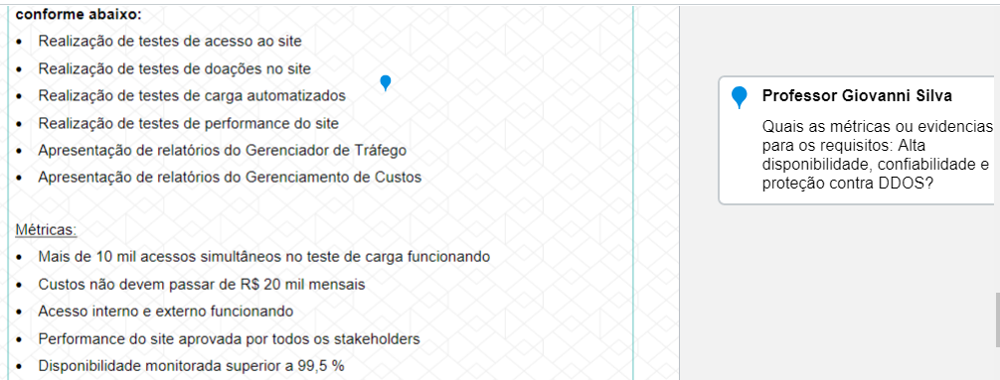 conforme abaixo:
• Realização de testes de acesso ao site
• Realização de testes de doações no site
• Realização de testes de carga automatizados
• Realização de testes de performance do site
• Apresentação de relatórios do Gerenciador de Tráfego
• Apresentação de relatórios do Gerenciamento de Custos
Métricas:
• Mais de 10 mil acessos simultâneos no teste de carga funcionando
• Custos não devem passar de R$ 20 mil mensais
• Acesso interno e externo funcionando
• Performance do site aprovada por todos os stakeholders
• Disponibilidade monitorada superior a 99,5 %
Professor Giovanni Silva
Quais as métricas ou evidencias
para os requisitos: Alta
disponibilidade, confiabilidade e
proteção contra DDOS?